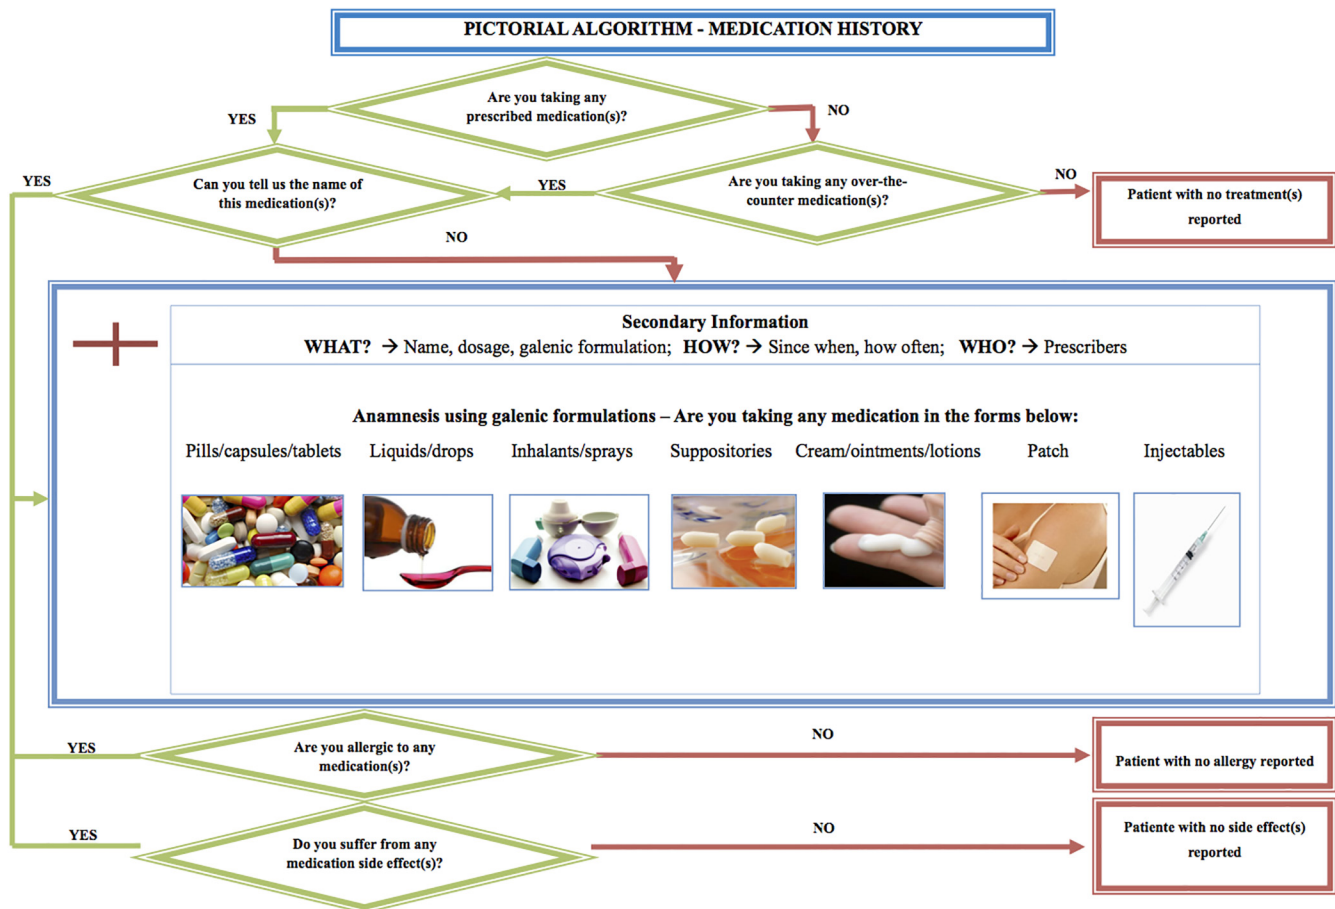 PICTORIAL ALGORITHM - MEDICATION HISTORY
Are you taking any
prescribed medication(s)?
YES
NO
YES
Can you tell us the name of
this medication(s)?
YES
Are you taking any over-the-
counter medication(s)?
NO
Patient with no treatment(s)
reported
NO
Secondary Information
WHAT? → Name, dosage, galenic formulation; HOW? → Since when, how often; WHO? → Prescribers
Anamnesis using galenic formulations – Are you taking any medication in the forms below:
Pills/capsules/tablets Liquids/drops Inhalants/sprays Suppositories Cream/ointments/lotions Patch Injectables
YES
Are you allergic to any
medication(s)?
NO
Patient with no allergy reported
YES
Do you suffer from any
medication side effect(s)?
NO
Patiente with no side effect(s)
reported